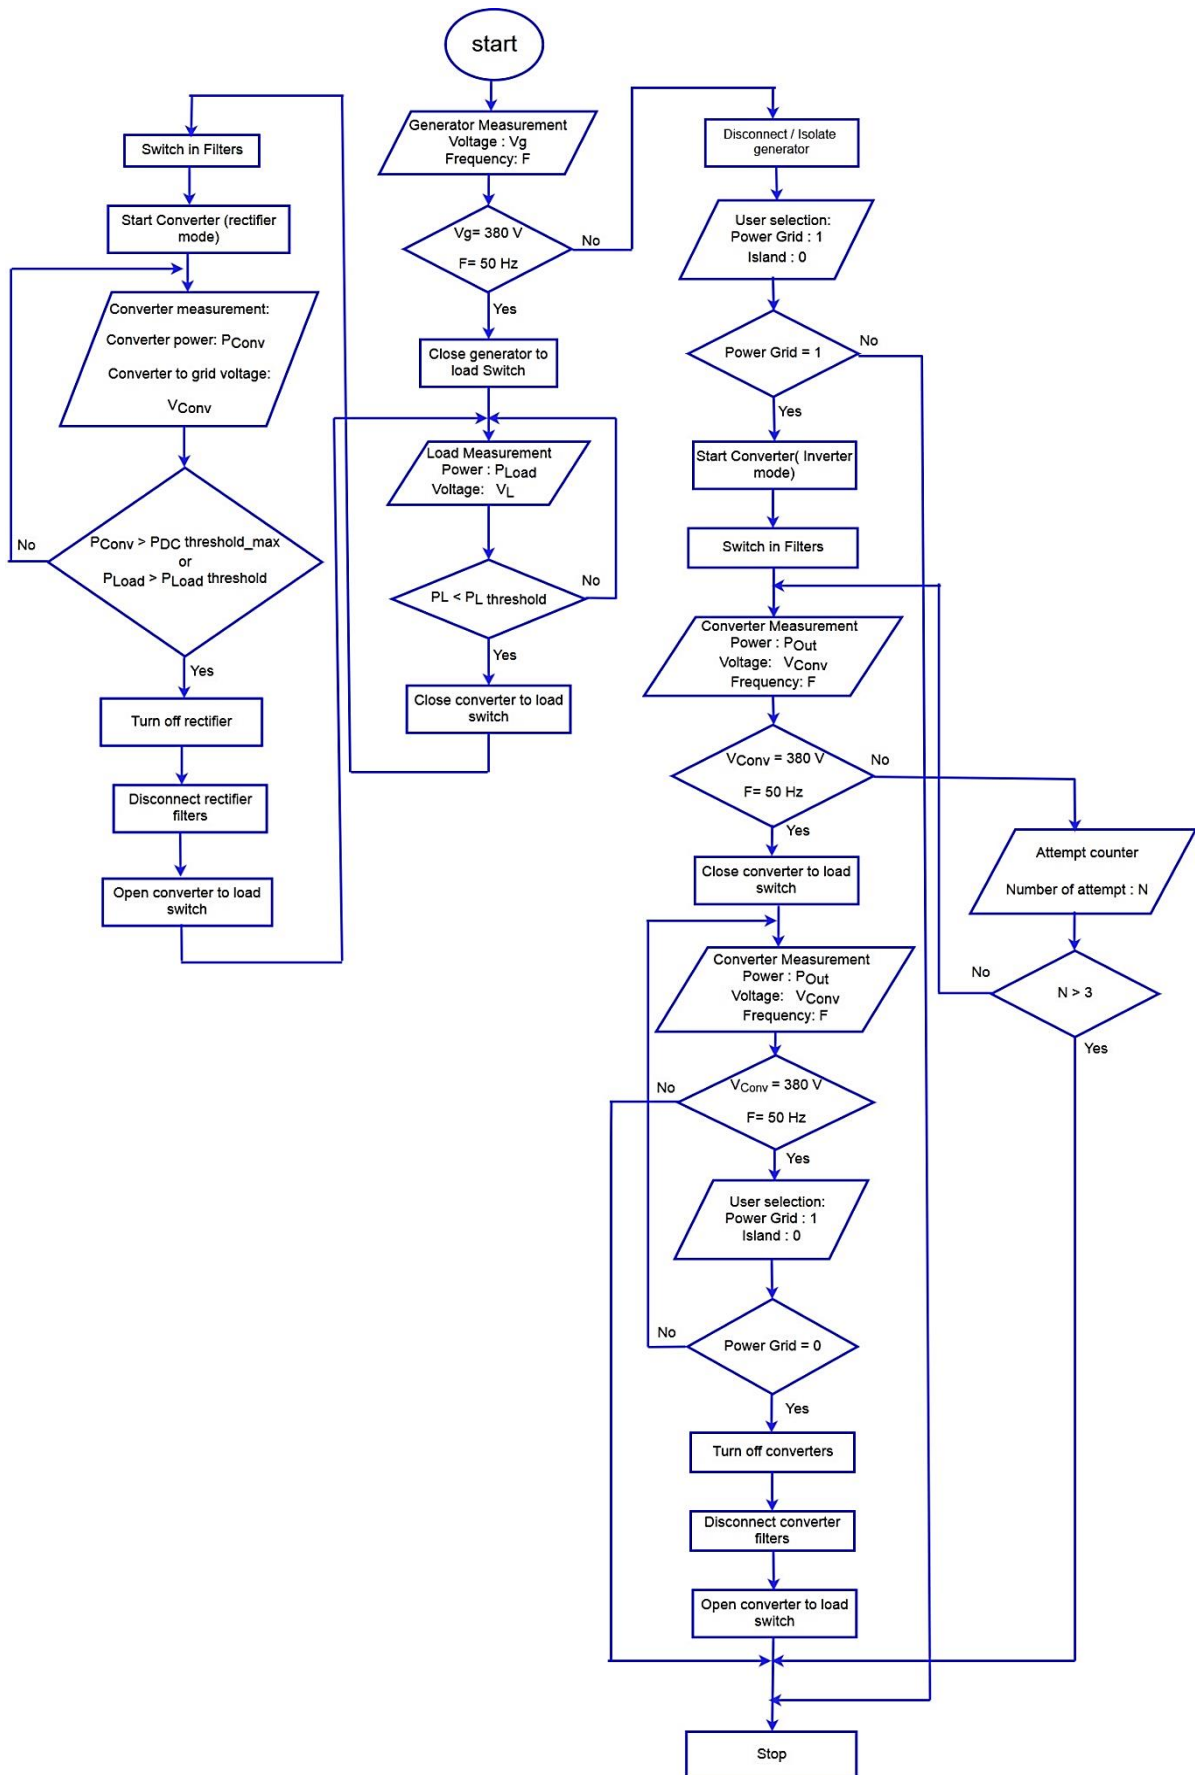 start
Generator Measurement
Voltage : Vg
Frequency: F
Vg= 380 V
F= 50 Hz
No
Yes
Close generator to
load Switch
Load Measurement
Power : PLoad
Voltage: VL
PL < PL threshold
No
Yes
Close converter to load
switch
Switch in Filters
Start Converter (rectifier
mode)
Converter measurement:
Converter power: PConv
Converter to grid voltage:
VConv
PConv > PDC threshold_max
or
PLoad > PLoad threshold
No
Yes
Turn off rectifier
Disconnect rectifier
filters
Open converter to load
switch
Disconnect / Isolate
generator
User selection:
Power Grid : 1
Island : 0
Power Grid = 1
No
Yes
Start Converter( Inverter
mode)
Switch in Filters
Converter Measurement
Power : POut
Voltage: VConv
Frequency: F
VConv = 380 V
F= 50 Hz
No
Yes
Attempt counter
Number of attempt : N
N > 3
No
Yes
Close converter to load
switch
Converter Measurement
Power : POut
Voltage: VConv
Frequency: F
VConv = 380 V
F= 50 Hz
No
Yes
User selection:
Power Grid : 1
Island : 0
Power Grid = 0
No
Yes
Turn off converters
Disconnect converter
filters
Open converter to load
switch
Stop